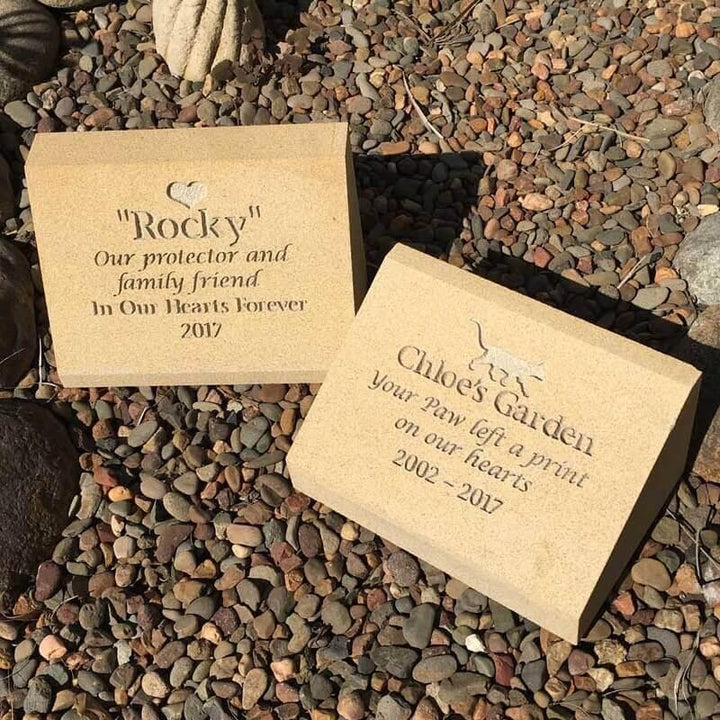 "Rocky"
Our protector and
family friend
In Our Hearts Forever
2017
Chloe's Garden
Your Paw left a print
on our hearts
2002 - 2017